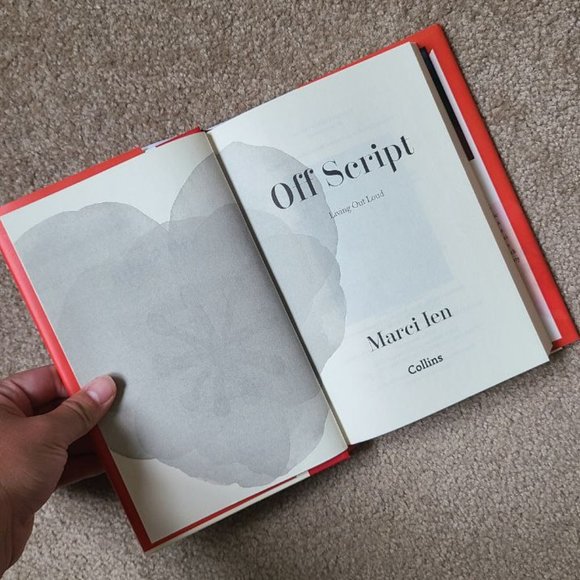 Off Script
Living Out Loud
Marci Ien
Collins